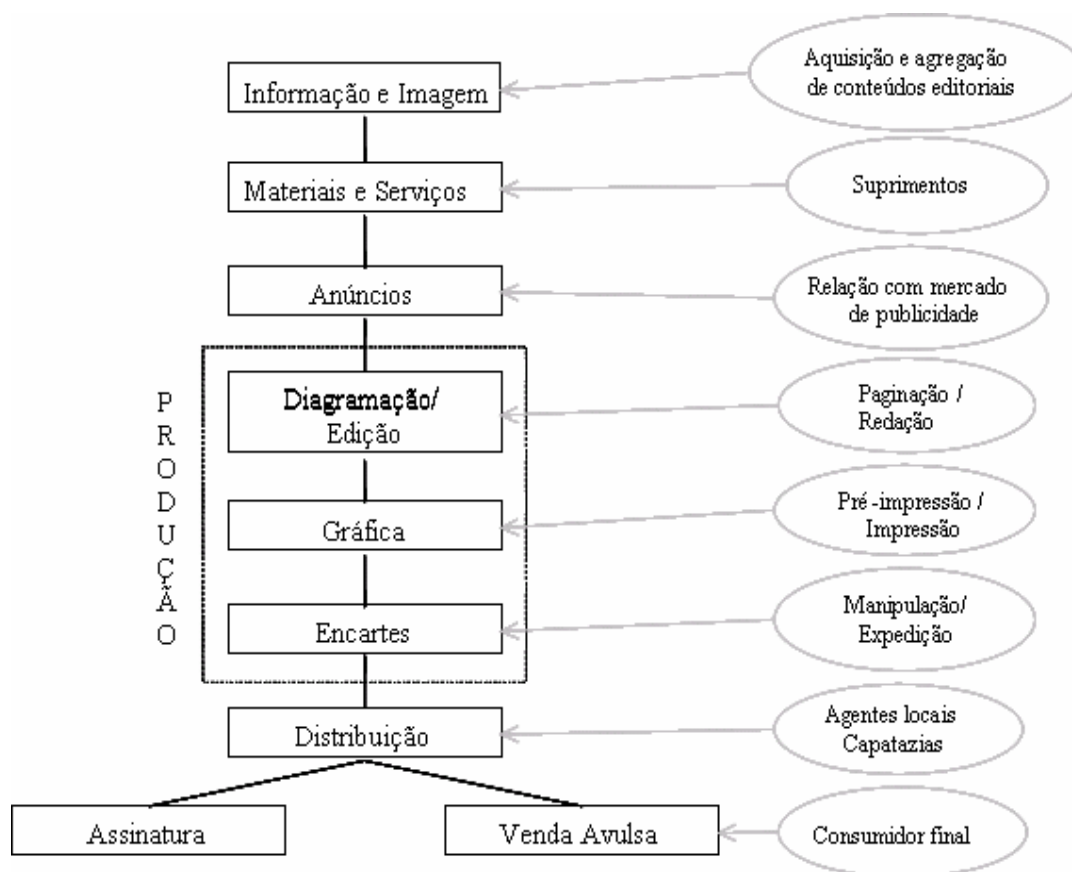 Informação e Imagem
Aquisição e agregação
de conteúdos editoriais
Materiais e Serviços
Suprimentos
Anúncios
Relação com mercado
de publicidade
PRODUÇÃO
Diagramação/
Edição
Paginação /
Redação
Gráfica
Pré -impressão /
Impressão
Encartes
Manipulação/
Expedição
Distribuição
Agentes locais
Capatazias
Assinatura
Venda Avulsa
Consumidor final